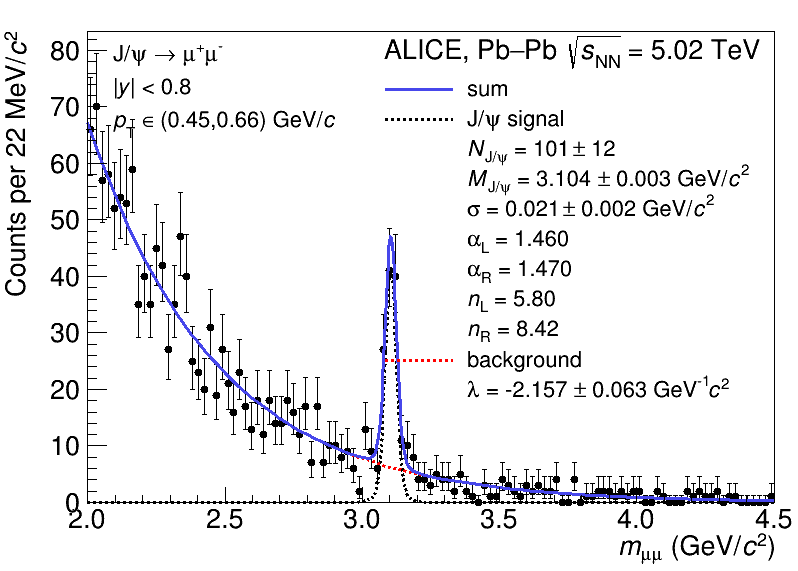 Counts per 22 MeV/c²
80
70
60
50
40
30
20
10
0
J/ψ → μ⁺μ⁻
|y| < 0.8
p_T ∈ (0.45,0.66) GeV/c
ALICE, Pb–Pb √s_NN = 5.02 TeV
sum
J/ψ signal
N_J/ψ = 101 ± 12
M_J/ψ = 3.104 ± 0.003 GeV/c²
σ = 0.021 ± 0.002 GeV/c²
α_L = 1.460
α_R = 1.470
n_L = 5.80
n_R = 8.42
background
λ = -2.157 ± 0.063 GeV⁻¹c²
2.0 2.5 3.0 3.5 4.0 4.5
m_μμ (GeV/c²)